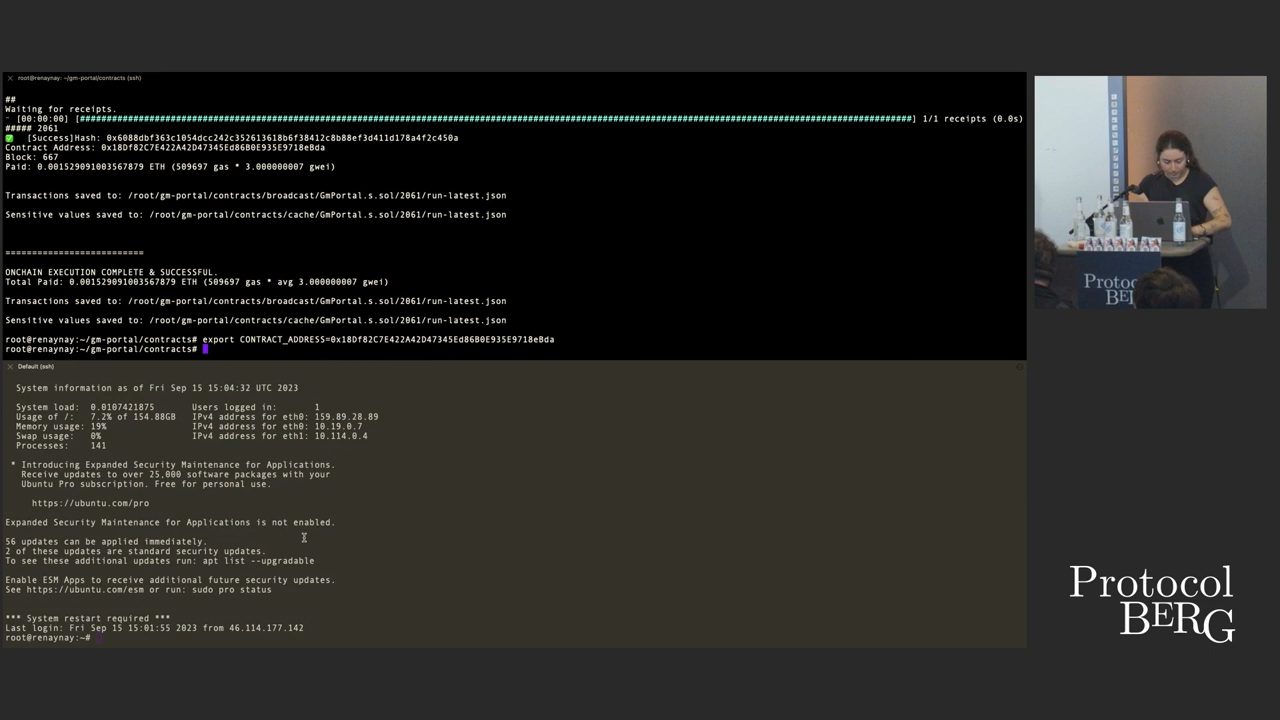 root@renaynay: ~/gm-portal/contracts (ssh)
##
Waiting for receipts.
- [00:00:00] [############################################################] 1/1 receipts (0.0s)
##### 2061
✅  [Success]Hash: 0x6088dbf363c1054dcc242c352613618b6f38412c8b88ef3d411d178a4f2c450a
Contract Address: 0x18Df82C7E422A42D47345Ed86B0E935E9718eBda
Block: 667
Paid: 0.001529091003567879 ETH (509697 gas * 3.000000007 gwei)
Transactions saved to: /root/gm-portal/contracts/broadcast/GmPortal.s.sol/2061/run-latest.json
Sensitive values saved to: /root/gm-portal/contracts/cache/GmPortal.s.sol/2061/run-latest.json
==========================
ONCHAIN EXECUTION COMPLETE & SUCCESSFUL.
Total Paid: 0.001529091003567879 ETH (509697 gas * avg 3.000000007 gwei)
Transactions saved to: /root/gm-portal/contracts/broadcast/GmPortal.s.sol/2061/run-latest.json
Sensitive values saved to: /root/gm-portal/contracts/cache/GmPortal.s.sol/2061/run-latest.json
root@renaynay:~/gm-portal/contracts# export CONTRACT_ADDRESS=0x18Df82C7E422A42D47345Ed86B0E935E9718eBda
root@renaynay:~/gm-portal/contracts#
Default (ssh)
System information as of Fri Sep 15 15:04:32 UTC 2023
System load:  0.0107421875       Users logged in:       1
Usage of /:   7.2% of 154.88GB   IPv4 address for eth0: 159.89.28.89
Memory usage: 19%                IPv4 address for eth0: 10.19.0.7
Swap usage:   0%                 IPv4 address for eth1: 10.114.0.4
Processes:    141
* Introducing Expanded Security Maintenance for Applications.
Receive updates to over 25,000 software packages with your
Ubuntu Pro subscription. Free for personal use.
https://ubuntu.com/pro
Expanded Security Maintenance for Applications is not enabled.
56 updates can be applied immediately.
2 of these updates are standard security updates.
To see these additional updates run: apt list --upgradable
Enable ESM Apps to receive additional future security updates.
See https://ubuntu.com/esm or run: sudo pro status
*** System restart required ***
Last login: Fri Sep 15 15:01:55 2023 from 46.114.177.142
root@renaynay:~#
Protoc
BE
Protocol
BERG